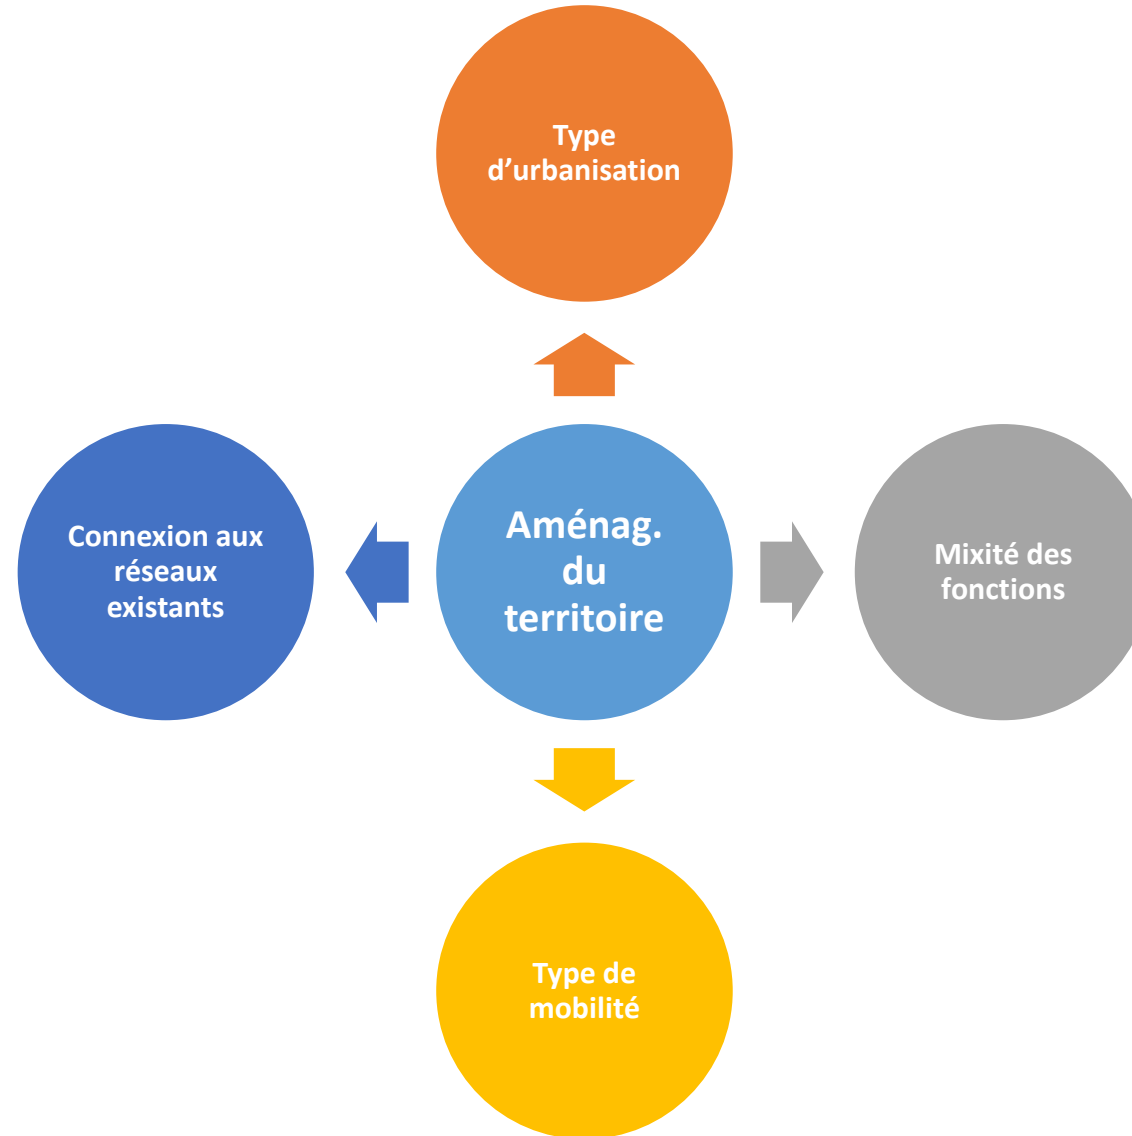 Type
d’urbanisation
Connexion aux
réseaux
existants
Aménag.
du
territoire
Mixité des
fonctions
Type de
mobilité